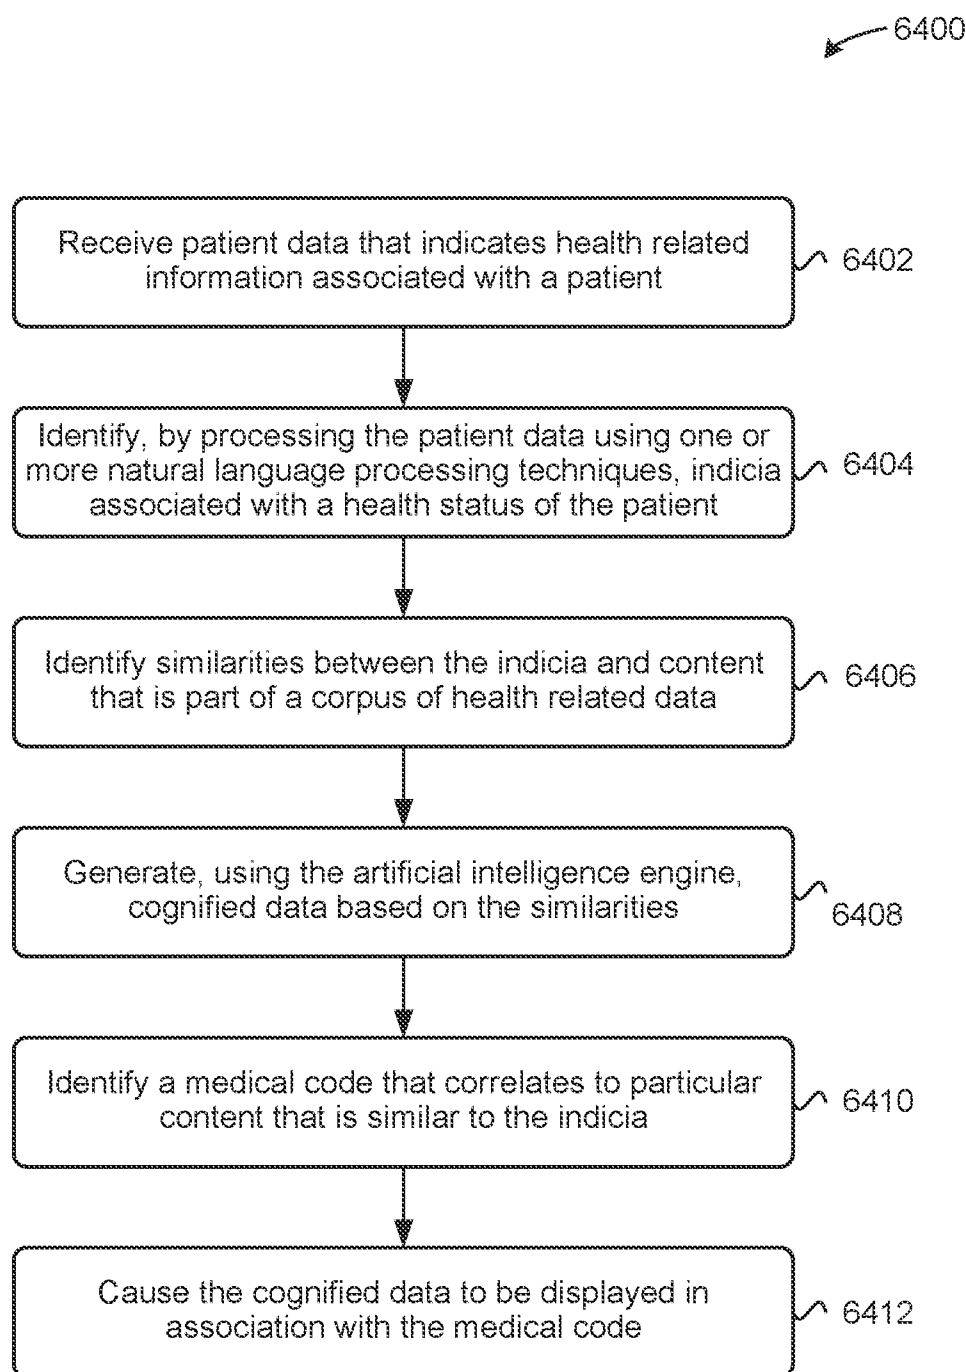 6400
Receive patient data that indicates health related
information associated with a patient
6402
Identify, by processing the patient data using one or
more natural language processing techniques, indicia
associated with a health status of the patient
6404
Identify similarities between the indicia and content
that is part of a corpus of health related data
6406
Generate, using the artificial intelligence engine,
cognified data based on the similarities
6408
Identify a medical code that correlates to particular
content that is similar to the indicia
6410
Cause the cognified data to be displayed in
association with the medical code
6412